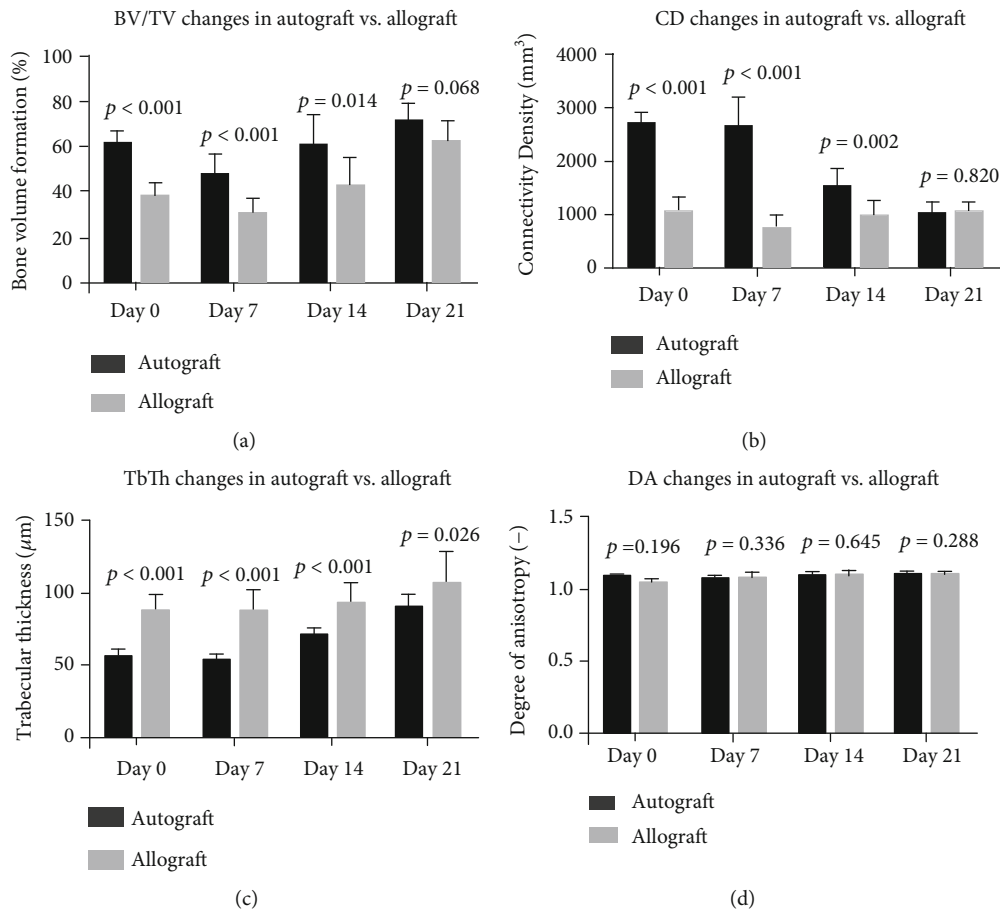 BV/TV changes in autograft vs. allograft
Bone volume formation (%)
100
80
60
40
20
0
p < 0.001
p < 0.001
p = 0.014
p = 0.068
Day 0
Day 7
Day 14
Day 21
Autograft
Allograft
(a)
CD changes in autograft vs. allograft
Connectivity Density (mm³)
4000
3000
2000
1000
0
p < 0.001
p < 0.001
p = 0.002
p = 0.820
Day 0
Day 7
Day 14
Day 21
Autograft
Allograft
(b)
TbTh changes in autograft vs. allograft
Trabecular thickness (μm)
150
100
50
0
p < 0.001
p < 0.001
p < 0.001
p = 0.026
Day 0
Day 7
Day 14
Day 21
Autograft
Allograft
(c)
DA changes in autograft vs. allograft
Degree of anisotropy (−)
1.5
1.0
0.5
0.0
p =0.196
p = 0.336
p = 0.645
p = 0.288
Day 0
Day 7
Day 14
Day 21
Autograft
Allograft
(d)